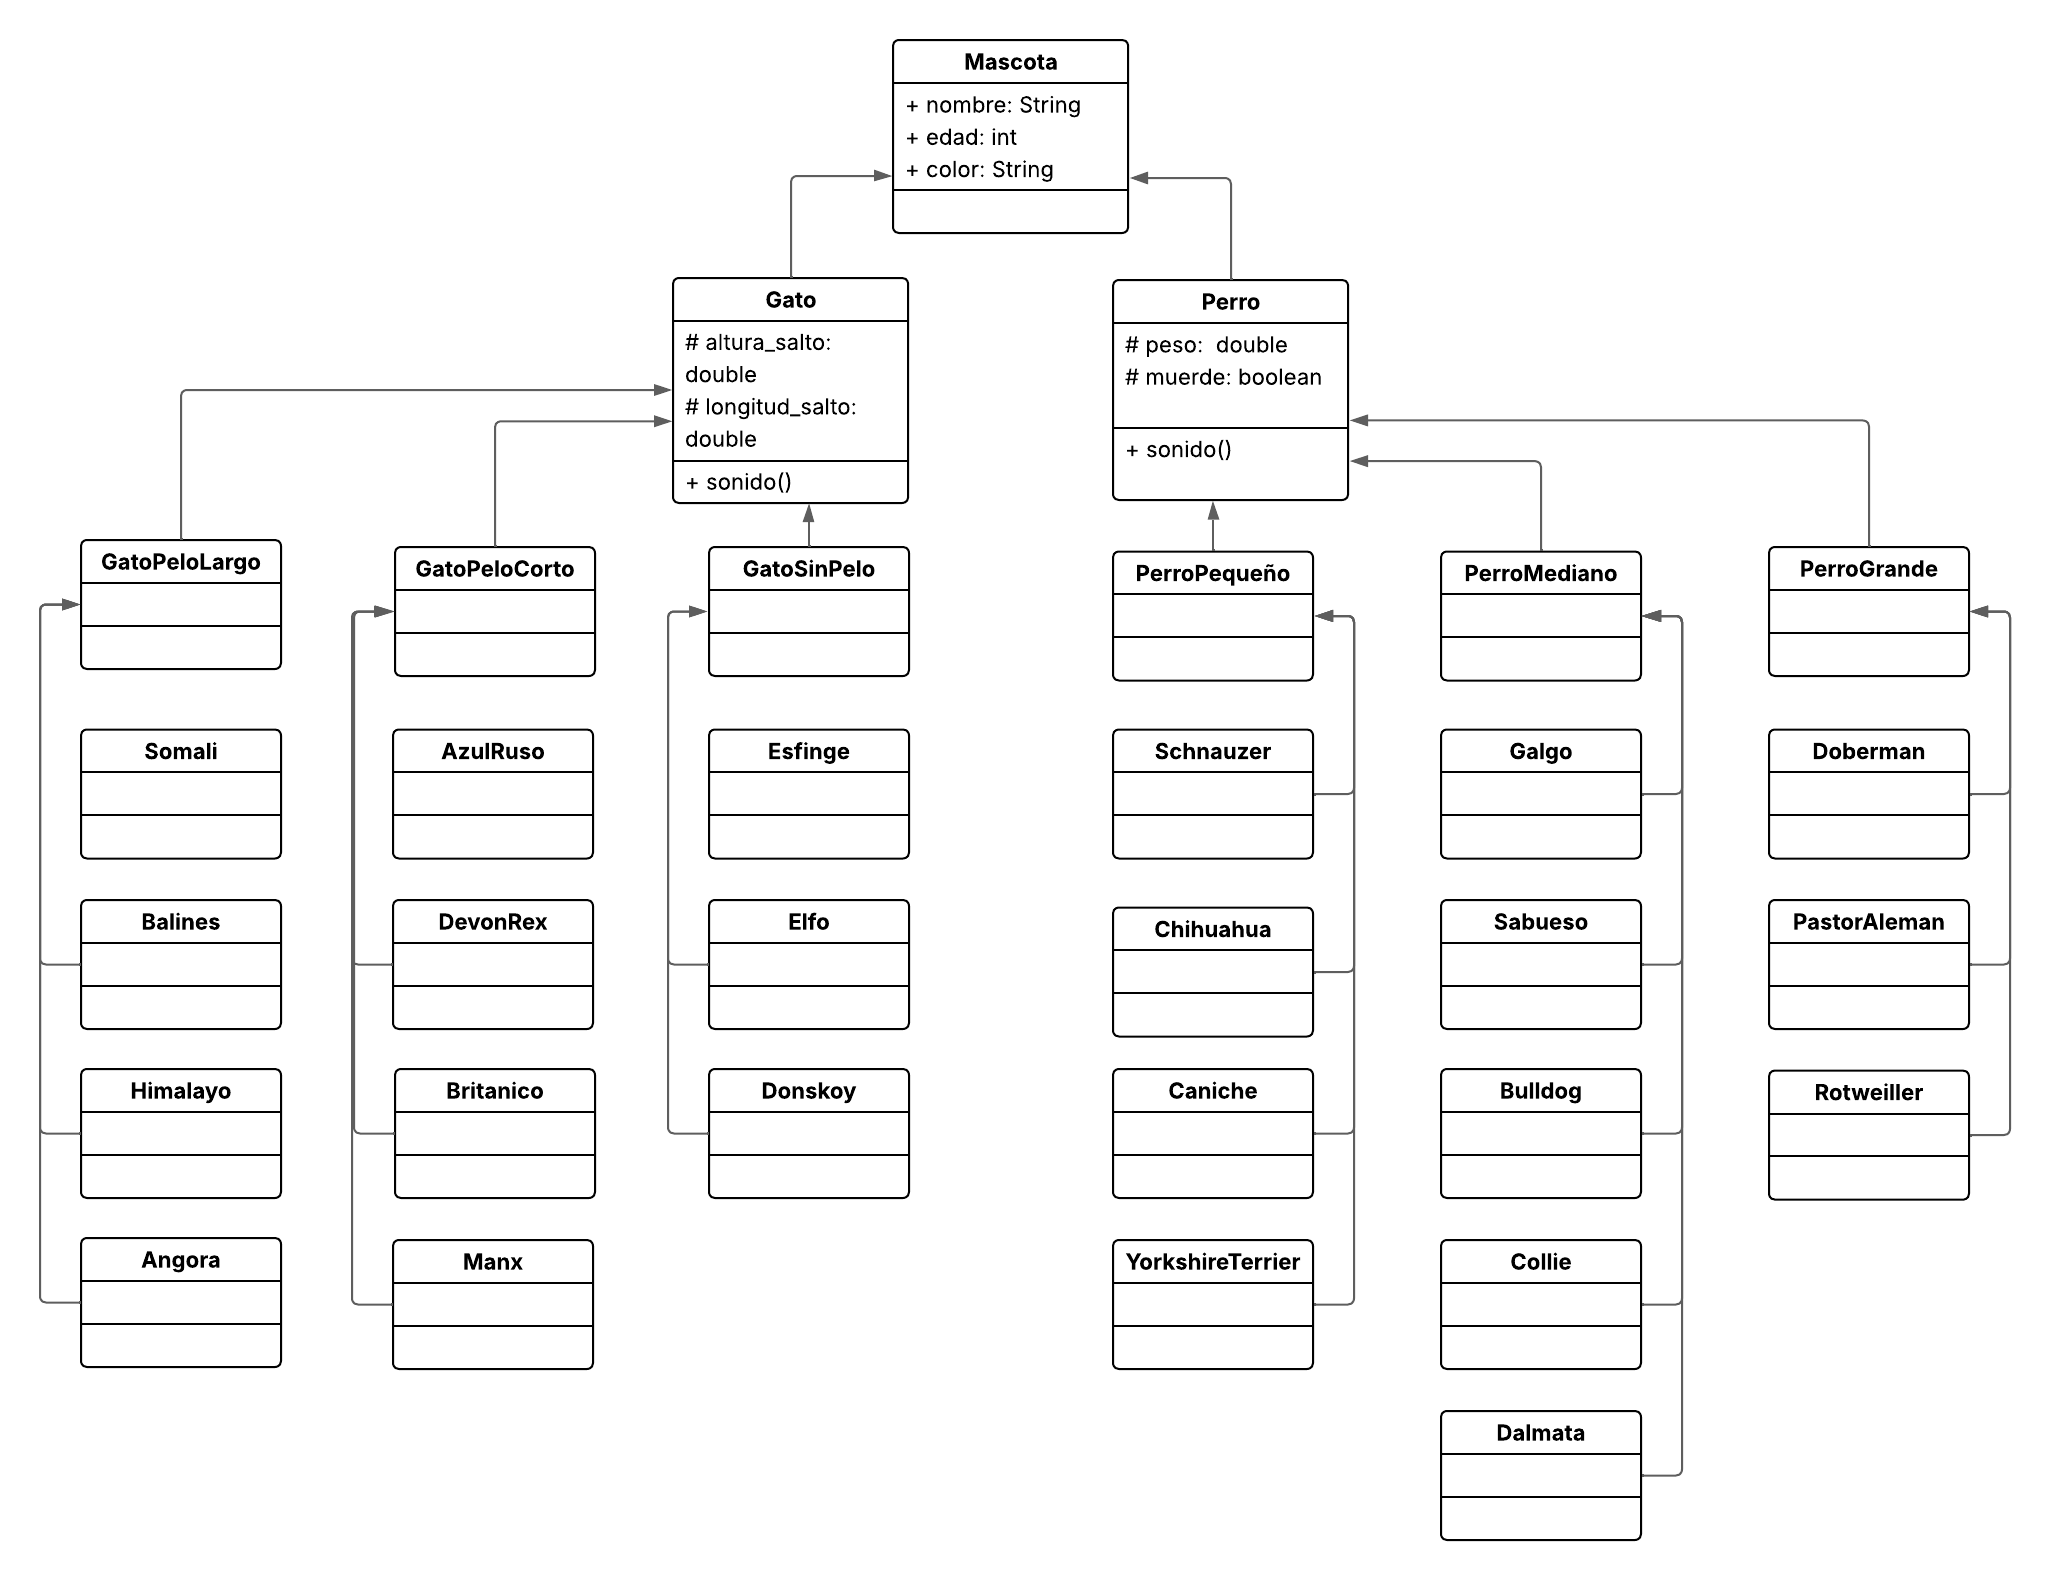 Mascota
+ nombre: String
+ edad: int
+ color: String
Gato
# altura_salto:
double
# longitud_salto:
double
+ sonido()
Perro
# peso:  double
# muerde: boolean
+ sonido()
GatoPeloLargo
GatoPeloCorto
GatoSinPelo
PerroPequeño
PerroMediano
PerroGrande
Somali
AzulRuso
Esfinge
Schnauzer
Galgo
Doberman
Balines
DevonRex
Elfo
Chihuahua
Sabueso
PastorAleman
Himalayo
Britanico
Donskoy
Caniche
Bulldog
Rotweiller
Angora
Manx
YorkshireTerrier
Collie
Dalmata